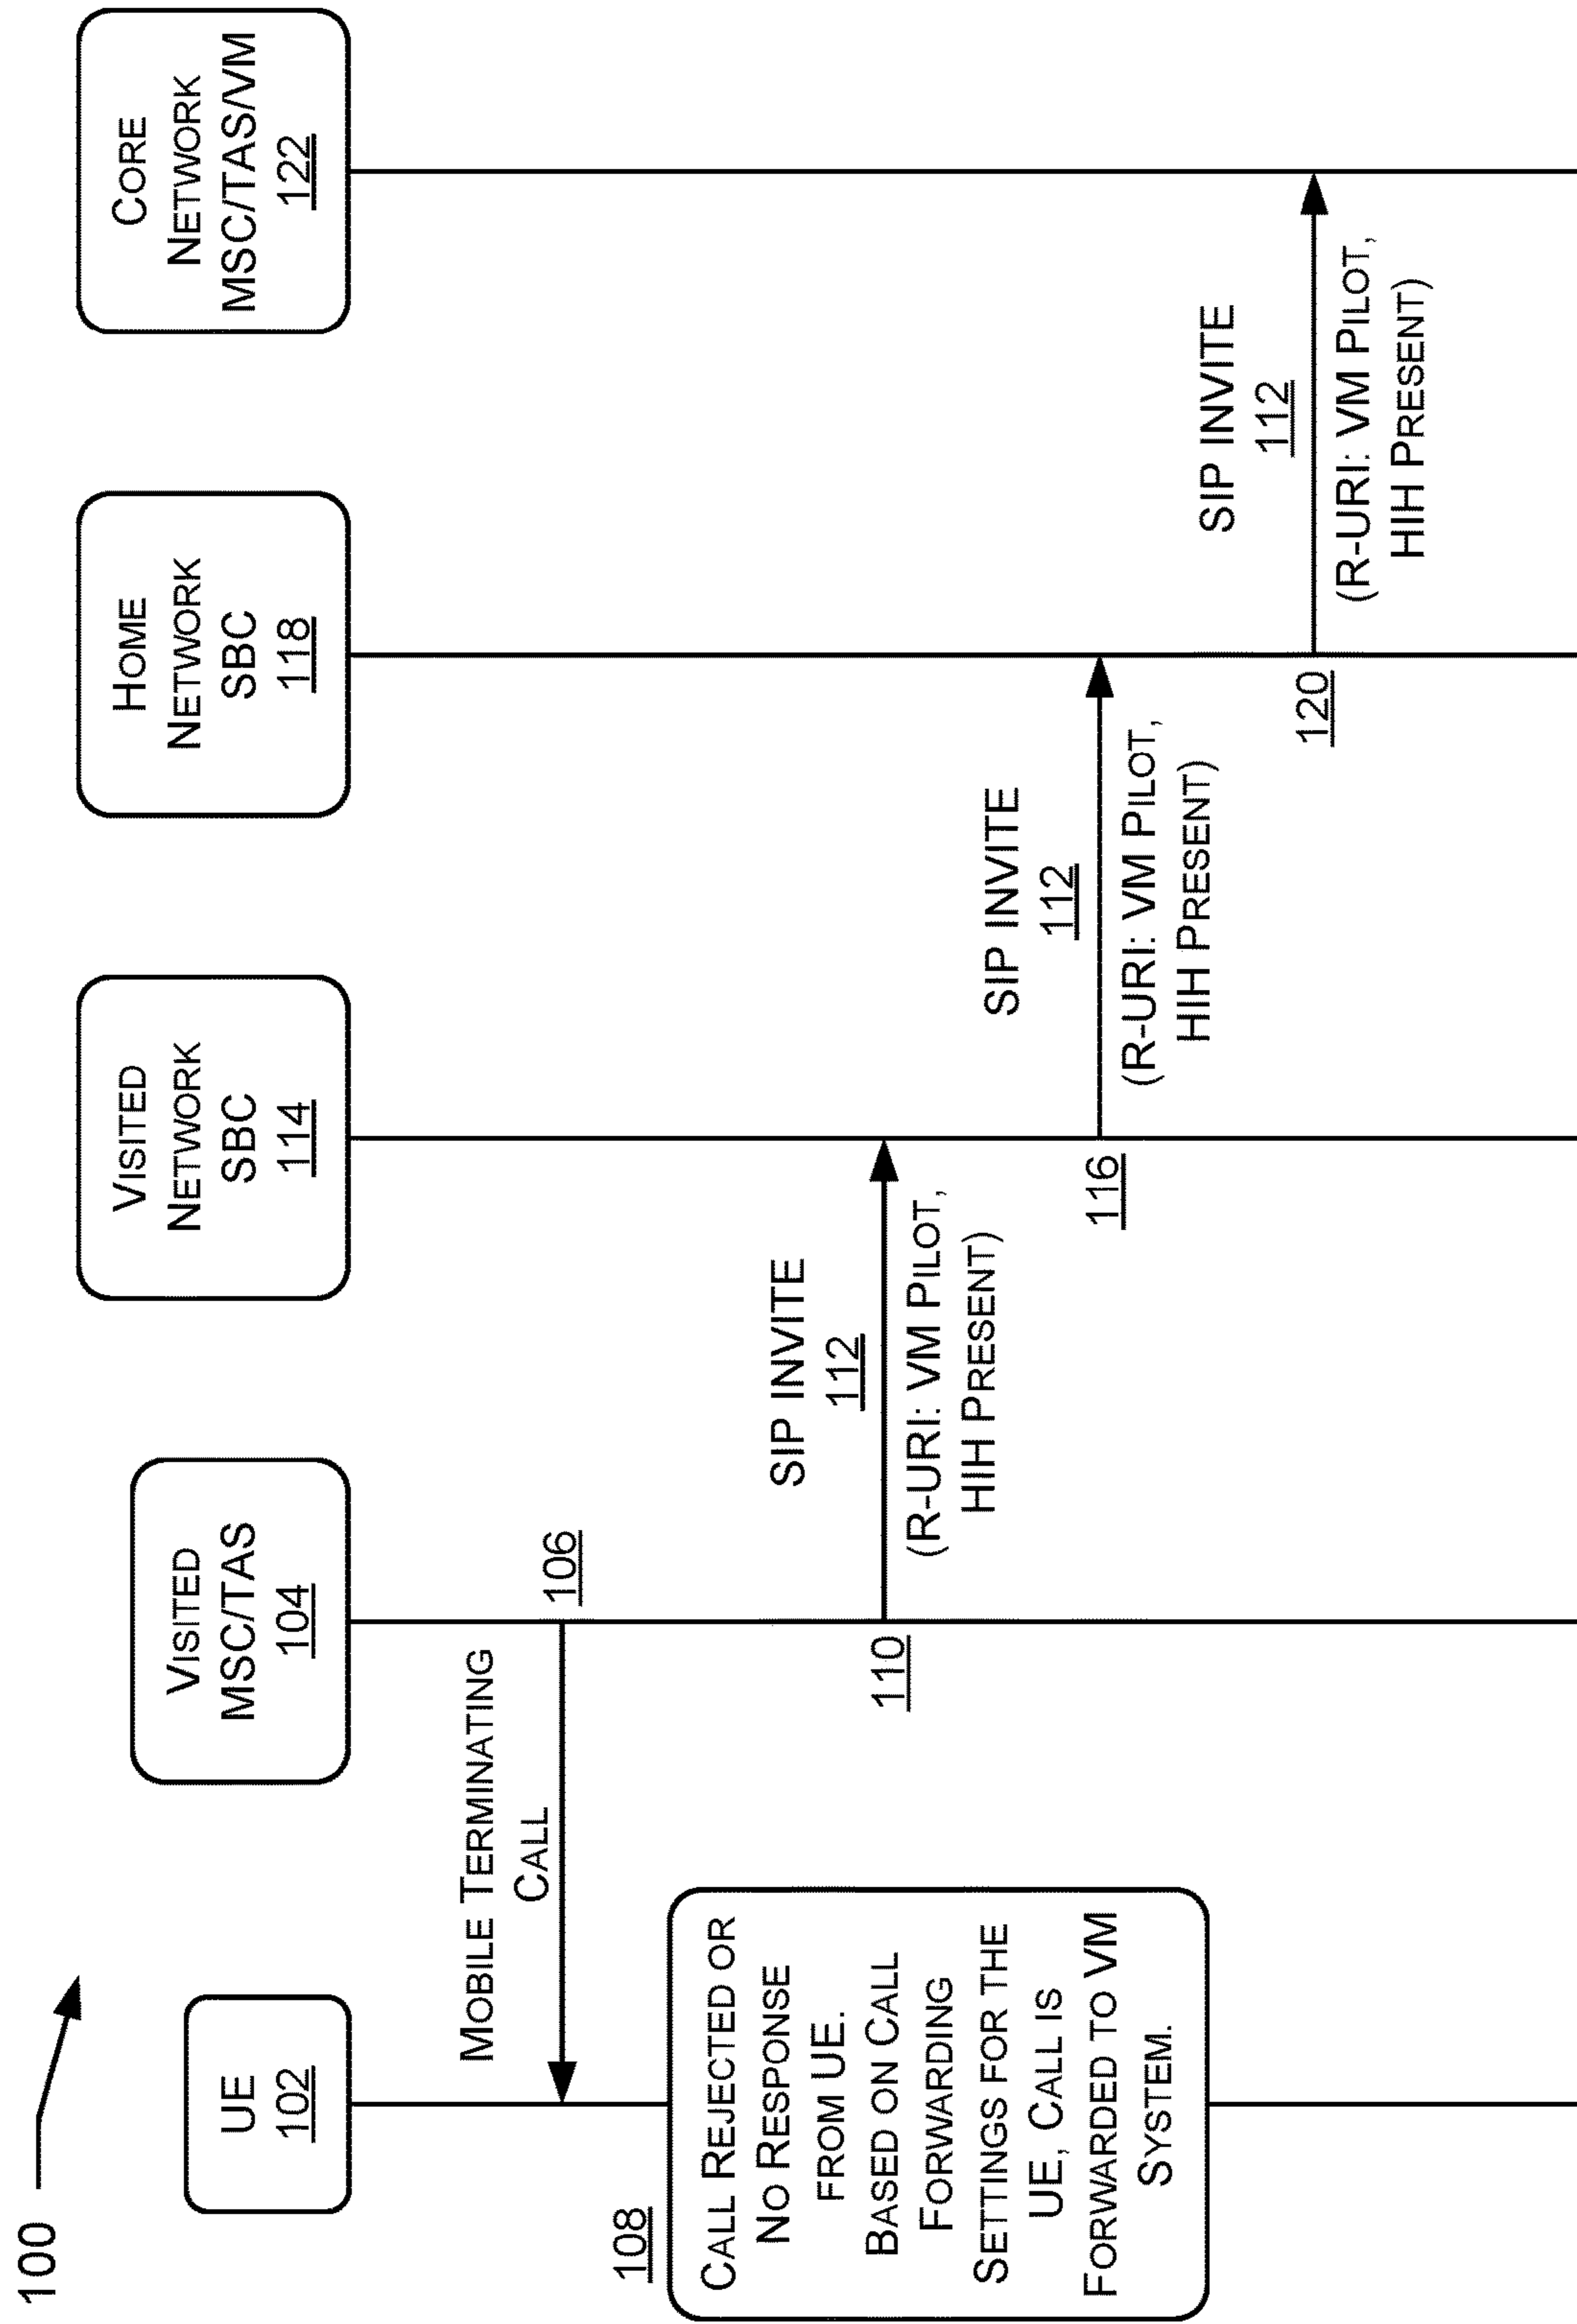 100
UE
102
VISITED
MSC/TAS
104
VISITED
NETWORK
SBC
114
HOME
NETWORK
SBC
118
CORE
NETWORK
MSC/TAS/VM
122
MOBILE TERMINATING
CALL
106
108
CALL REJECTED OR
NO RESPONSE
FROM UE.
BASED ON CALL
FORWARDING
SETTINGS FOR THE
UE, CALL IS
FORWARDED TO VM
SYSTEM.
SIP INVITE
112
110
(R-URI: VM PILOT,
HIH PRESENT)
SIP INVITE
112
116
(R-URI: VM PILOT,
HIH PRESENT)
SIP INVITE
112
120
(R-URI: VM PILOT,
HIH PRESENT)